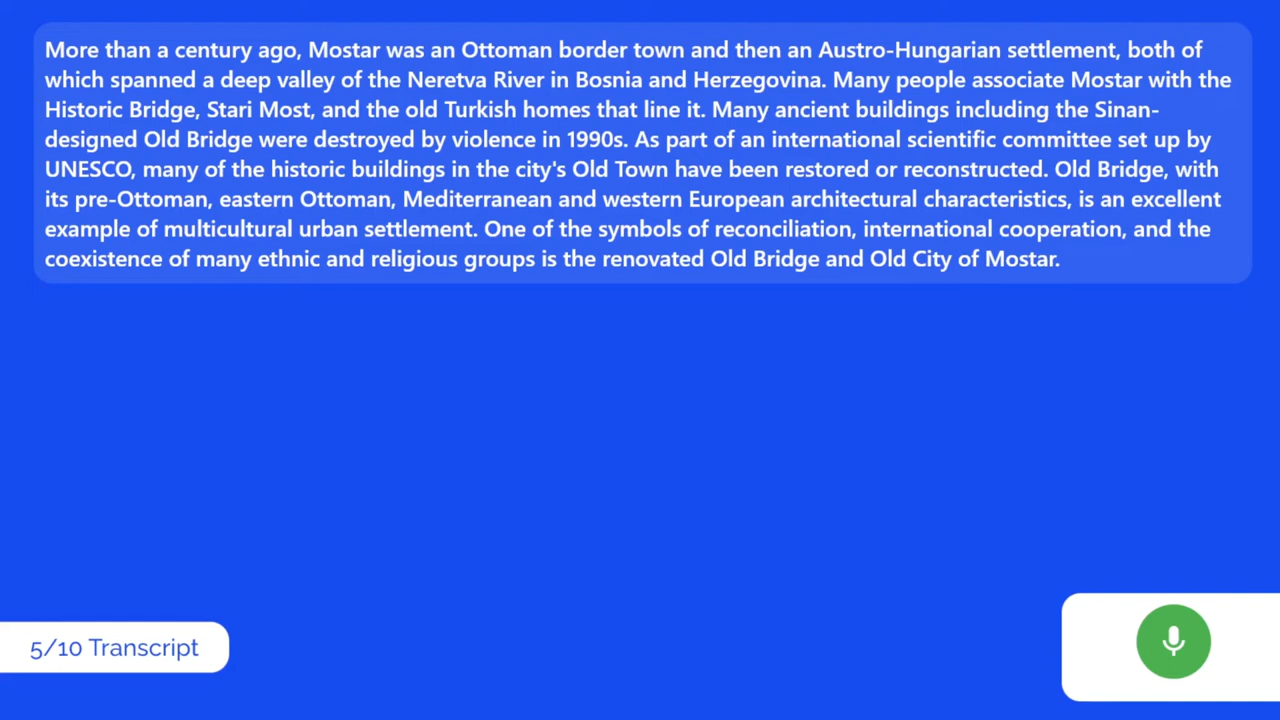 More than a century ago, Mostar was an Ottoman border town and then an Austro-Hungarian settlement, both of
which spanned a deep valley of the Neretva River in Bosnia and Herzegovina. Many people associate Mostar with the
Historic Bridge, Stari Most, and the old Turkish homes that line it. Many ancient buildings including the Sinan-
designed Old Bridge were destroyed by violence in 1990s. As part of an international scientific committee set up by
UNESCO, many of the historic buildings in the city's Old Town have been restored or reconstructed. Old Bridge, with
its pre-Ottoman, eastern Ottoman, Mediterranean and western European architectural characteristics, is an excellent
example of multicultural urban settlement. One of the symbols of reconciliation, international cooperation, and the
coexistence of many ethnic and religious groups is the renovated Old Bridge and Old City of Mostar.
5/10 Transcript